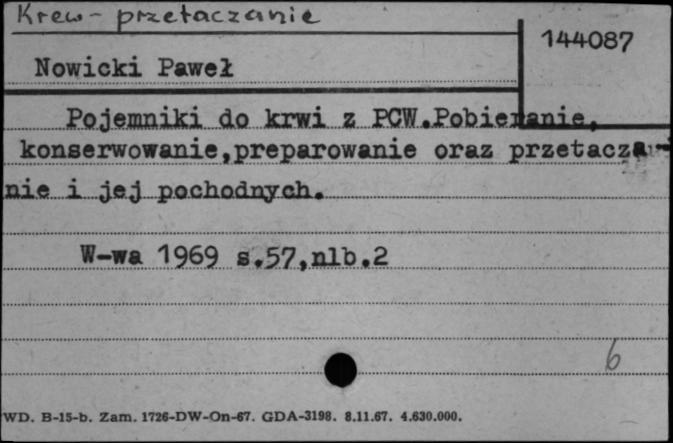 Krew - przetaczanie
144087
Nowicki Paweł
Pojemniki do krwi z PCW.Pobieranie,
konserwowanie,preparowanie oraz przetacza-
nie i jej pochodnych.
W-wa 1969 s.57,nlb.2
6
WD. B-15-b. Zam. 1726-DW-On-67. GDA-3198. 8.11.67. 4.630.000.